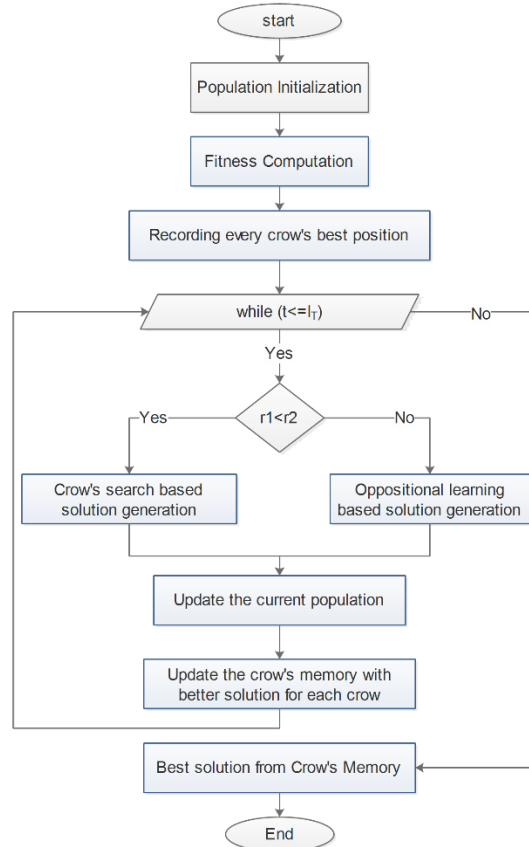 start
Population Initialization
Fitness Computation
Recording every crow's best position
while (t<=I_T)
No
Yes
r1<r2
Yes
No
Crow's search based
solution generation
Oppositional learning
based solution generation
Update the current population
Update the crow's memory with
better solution for each crow
Best solution from Crow's Memory
End